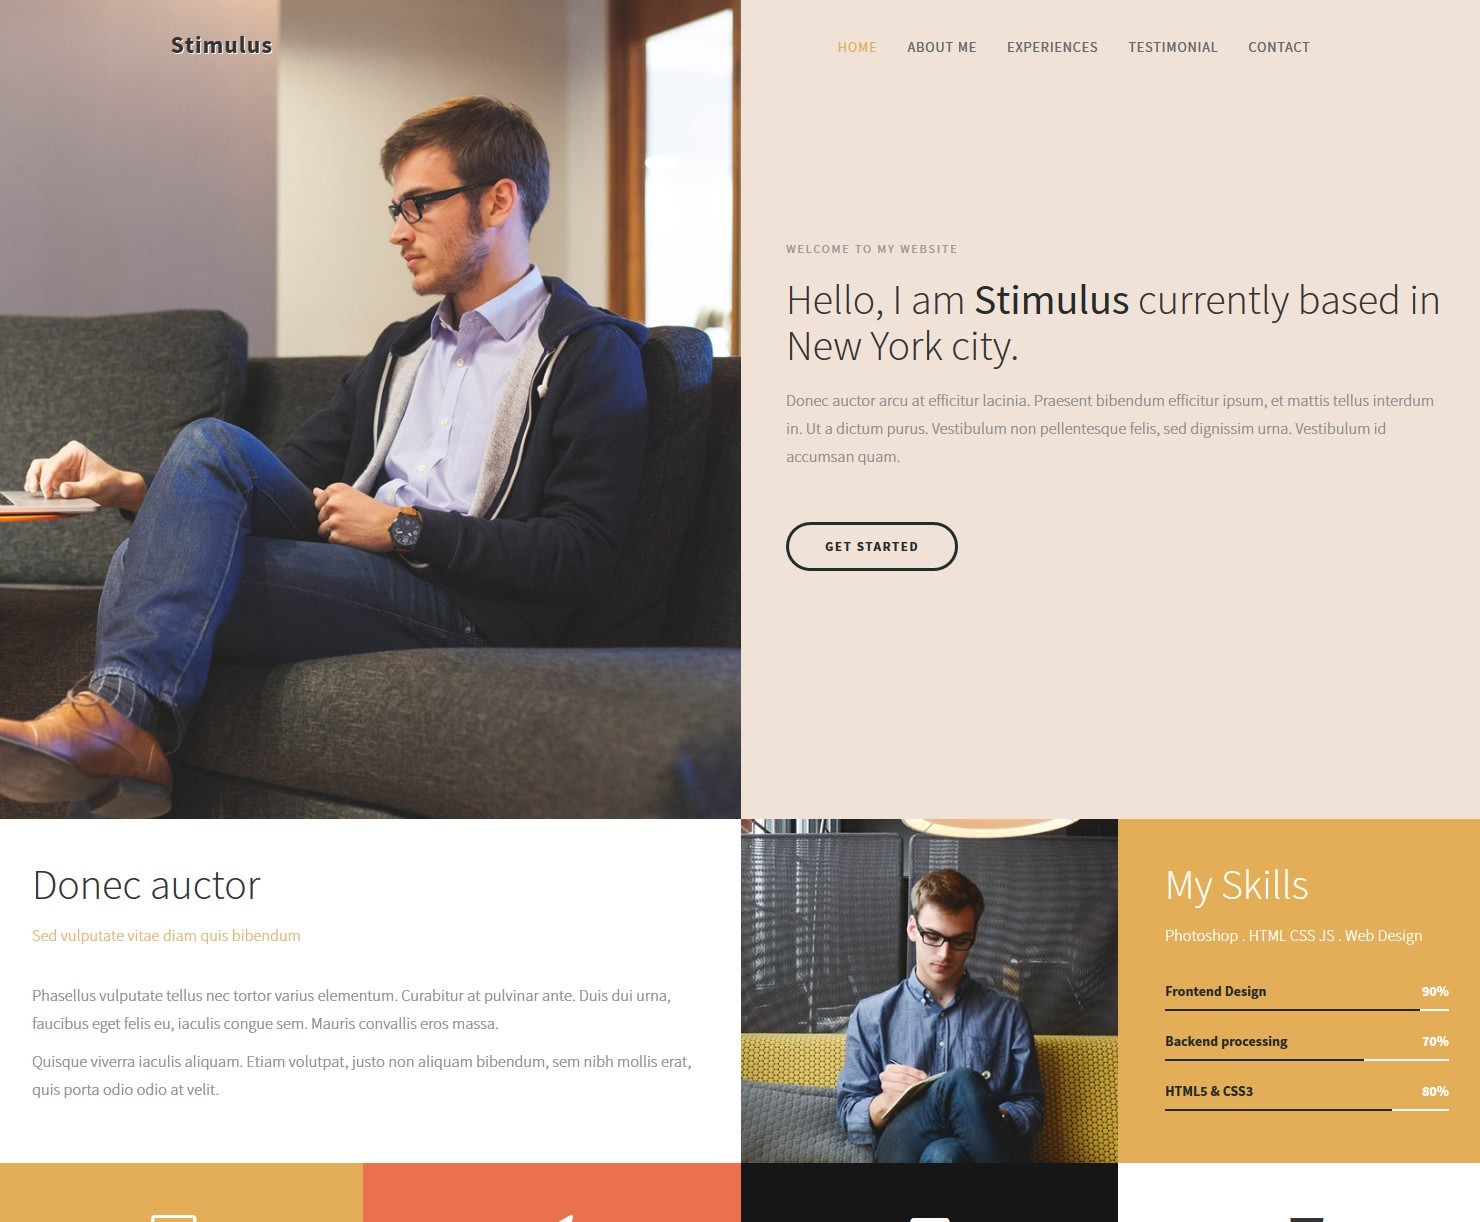 Stimulus
HOME ABOUT ME EXPERIENCES TESTIMONIAL CONTACT
WELCOME TO MY WEBSITE
Hello, I am Stimulus currently based in
New York city.
Donec auctor arcu at efficitur lacinia. Praesent bibendum efficitur ipsum, et mattis tellus interdum
in. Ut a dictum purus. Vestibulum non pellentesque felis, sed dignissim urna. Vestibulum id
accumsan quam.
GET STARTED
Donec auctor
Sed vulputate vitae diam quis bibendum
Phasellus vulputate tellus nec tortor varius elementum. Curabitur at pulvinar ante. Duis dui urna,
faucibus eget felis eu, iaculis congue sem. Mauris convallis eros massa.
Quisque viverra iaculis aliquam. Etiam volutpat, justo non aliquam bibendum, sem nibh mollis erat,
quis porta odio odio at velit.
My Skills
Photoshop . HTML CSS JS . Web Design
Frontend Design 90%
Backend processing 70%
HTML5 & CSS3 80%